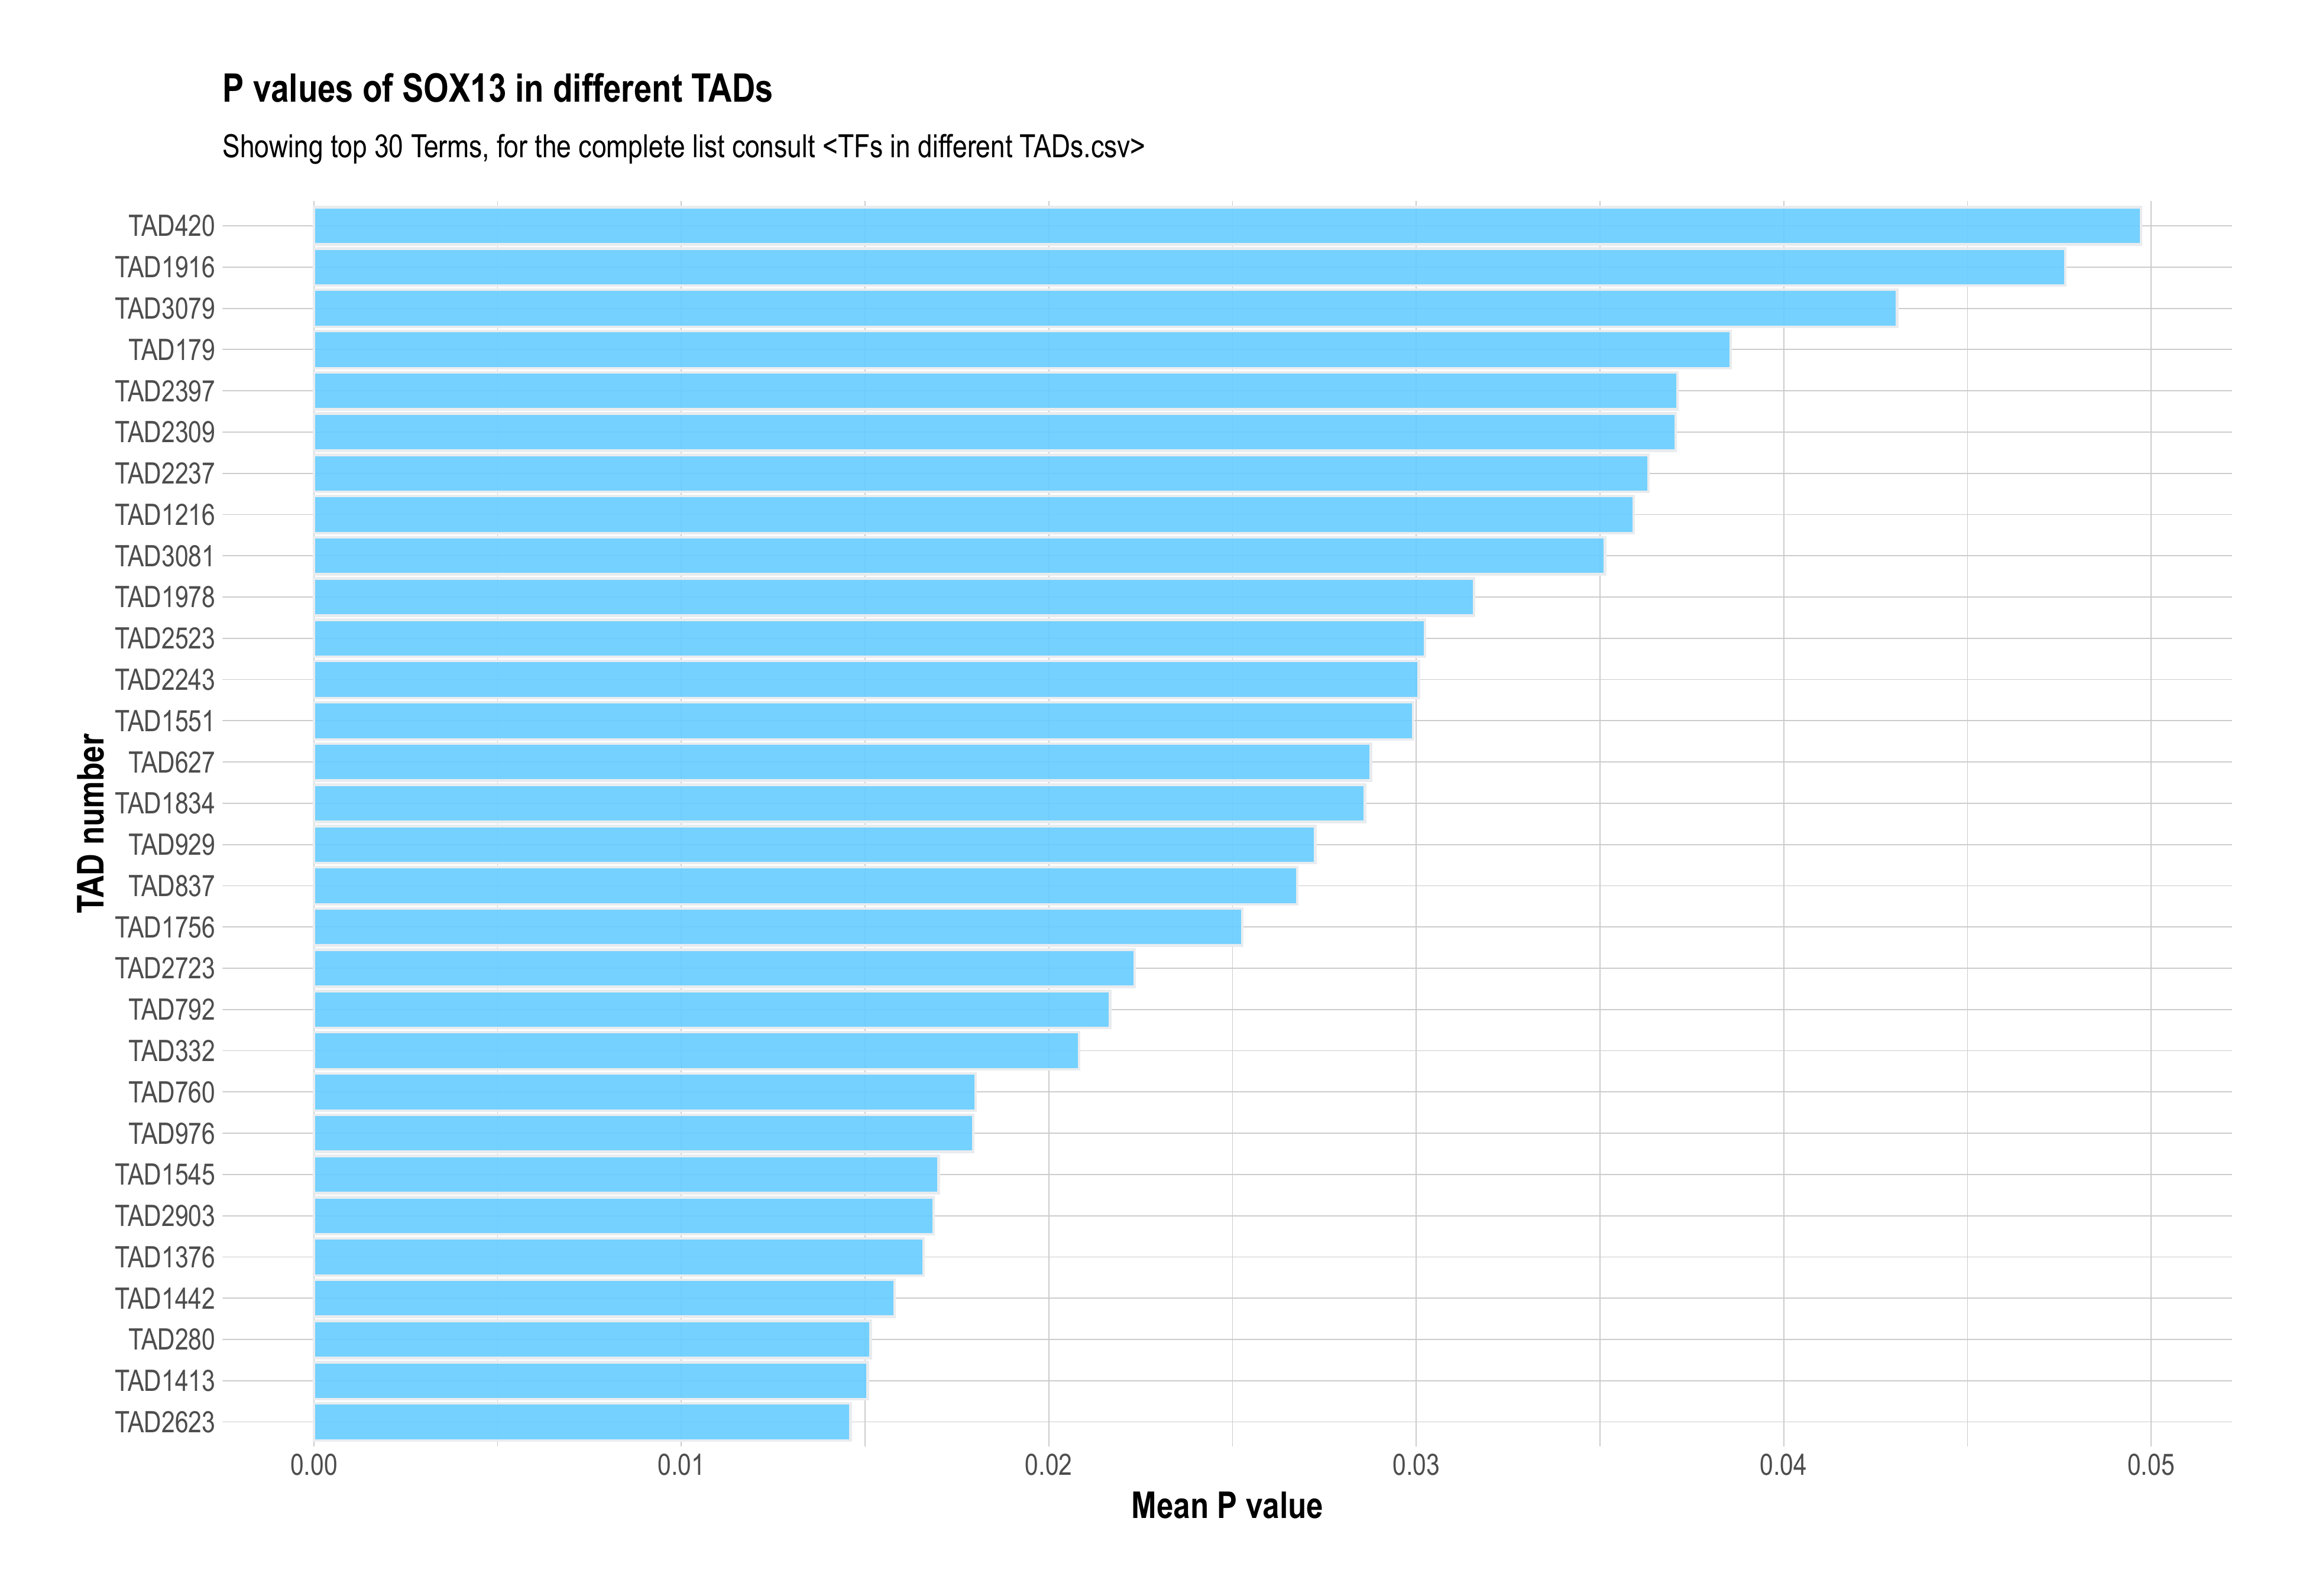 P values of SOX13 in different TADs
Showing top 30 Terms, for the complete list consult <TFs in different TADs.csv>
TAD number
TAD420
TAD1916
TAD3079
TAD179
TAD2397
TAD2309
TAD2237
TAD1216
TAD3081
TAD1978
TAD2523
TAD2243
TAD1551
TAD627
TAD1834
TAD929
TAD837
TAD1756
TAD2723
TAD792
TAD332
TAD760
TAD976
TAD1545
TAD2903
TAD1376
TAD1442
TAD280
TAD1413
TAD2623
0.00 0.01 0.02 0.03 0.04 0.05
Mean P value